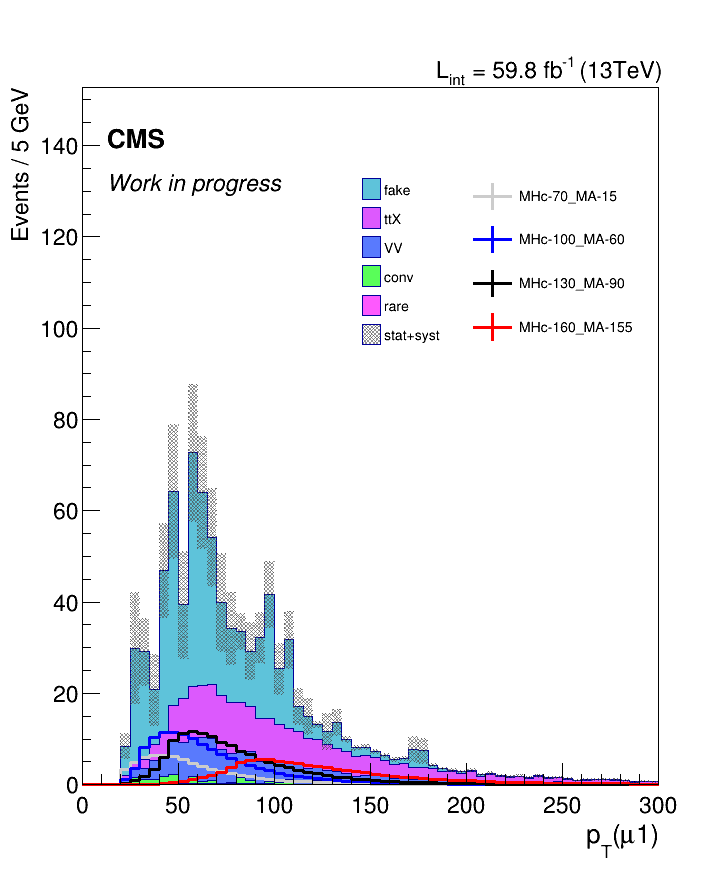 L_int = 59.8 fb^-1 (13TeV)
Events / 5 GeV
140
120
100
80
60
40
20
0
CMS
Work in progress
fake
ttX
VV
conv
rare
stat+syst
MHc-70_MA-15
MHc-100_MA-60
MHc-130_MA-90
MHc-160_MA-155
0 50 100 150 200 250 300
p_T(μ1)